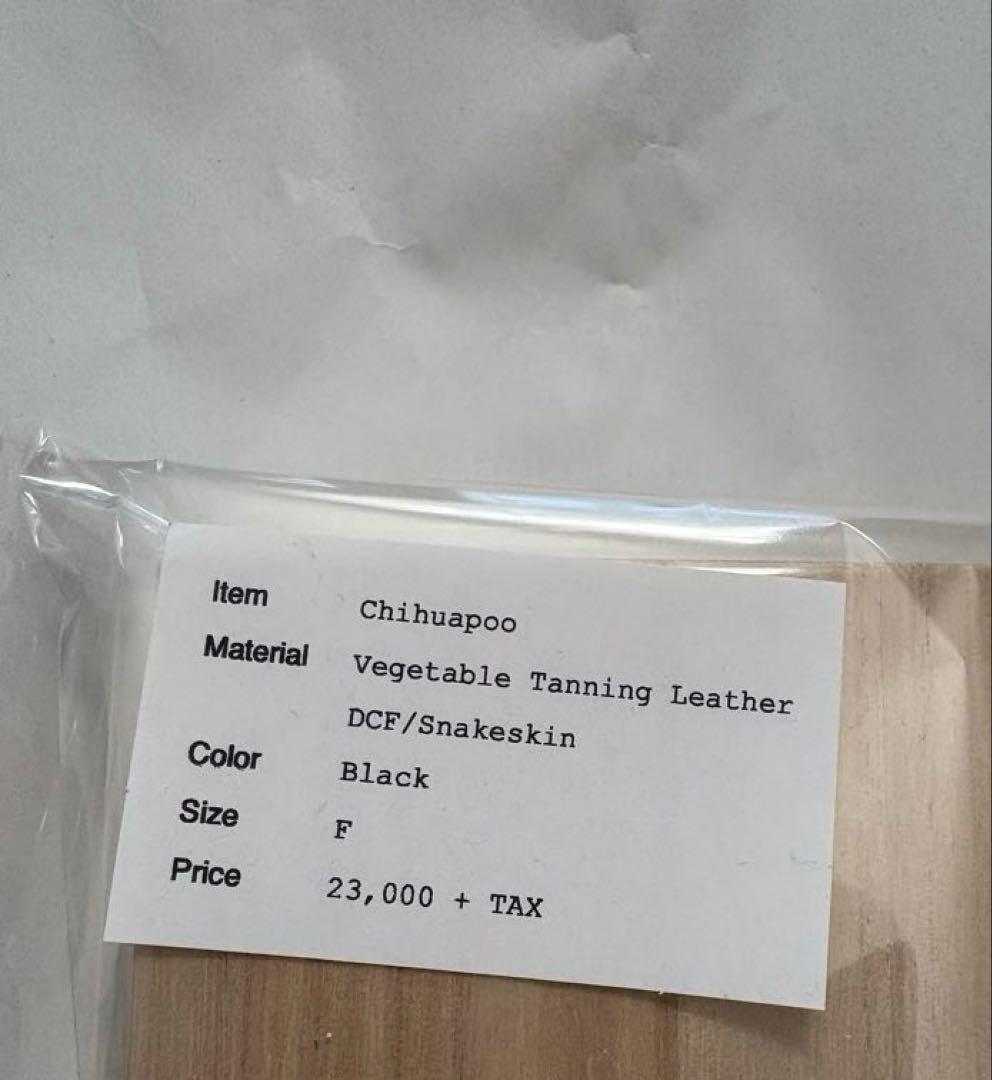 Item Chihuapoo
Material Vegetable Tanning Leather
DCF/Snakeskin
Color Black
Size F
Price 23,000 + TAX